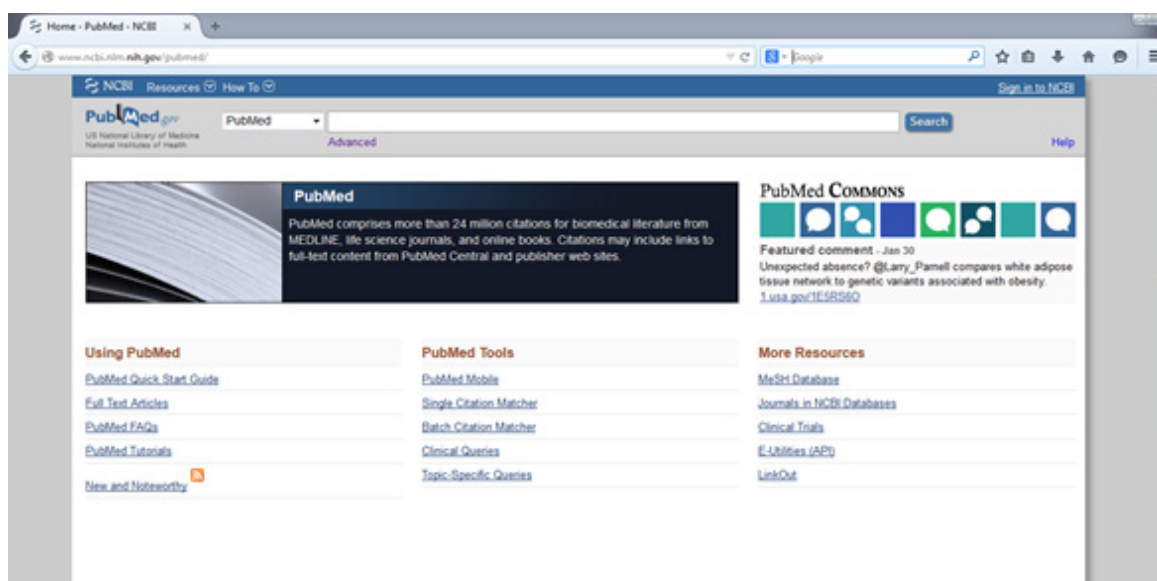 Home - PubMed - NCBI
www.ncbi.nlm.nih.gov/pubmed/
Google
NCBI Resources How To Sign in to NCBI
PubMed.gov
US National Library of Medicine
National Institutes of Health
PubMed
Search
Advanced
Help
PubMed
PubMed comprises more than 24 million citations for biomedical literature from
MEDLINE, life science journals, and online books. Citations may include links to
full-text content from PubMed Central and publisher web sites.
PubMed Commons
Featured comment - Jan 30
Unexpected absence? @Larry_Parnell compares white adipose
tissue network to genetic variants associated with obesity.
1.usa.gov/1E5RS6O
Using PubMed
PubMed Quick Start Guide
Full Text Articles
PubMed FAQs
PubMed Tutorials
New and Noteworthy
PubMed Tools
PubMed Mobile
Single Citation Matcher
Batch Citation Matcher
Clinical Queries
Topic-Specific Queries
More Resources
MeSH Database
Journals in NCBI Databases
Clinical Trials
E-Utilities (API)
LinkOut